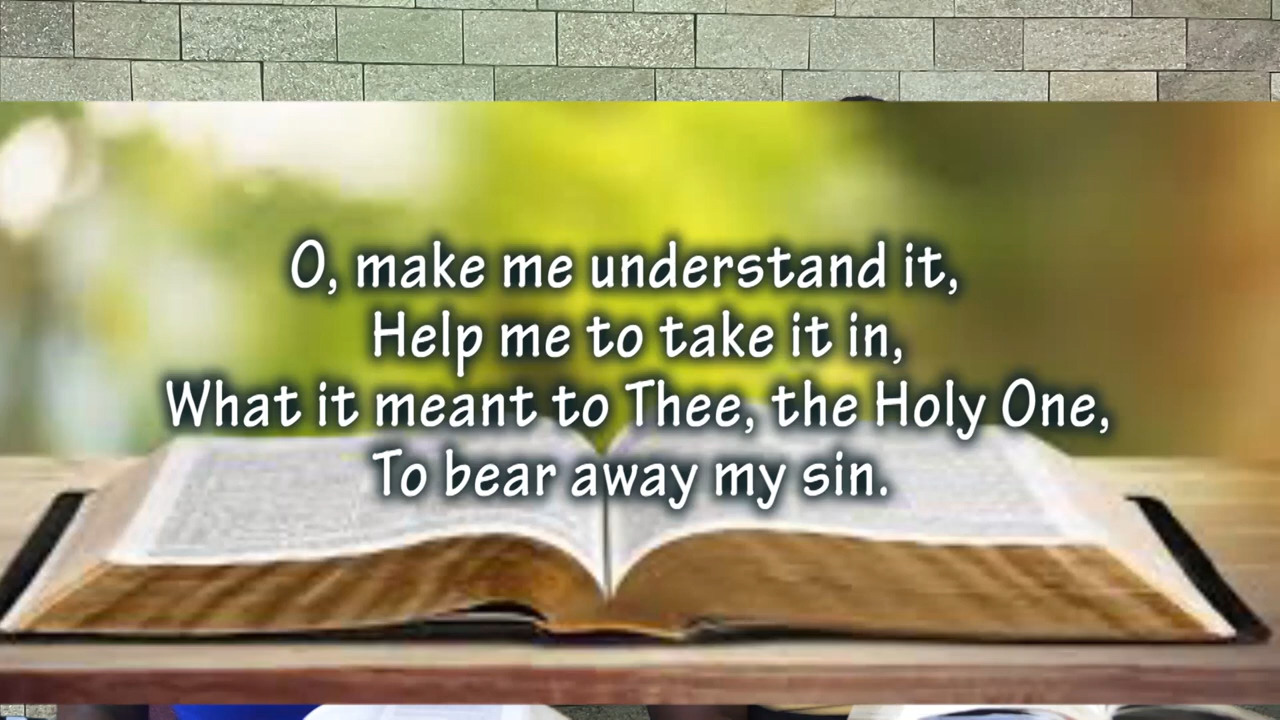 O, make me understand it,
Help me to take it in,
What it meant to Thee, the Holy One,
To bear away my sin.